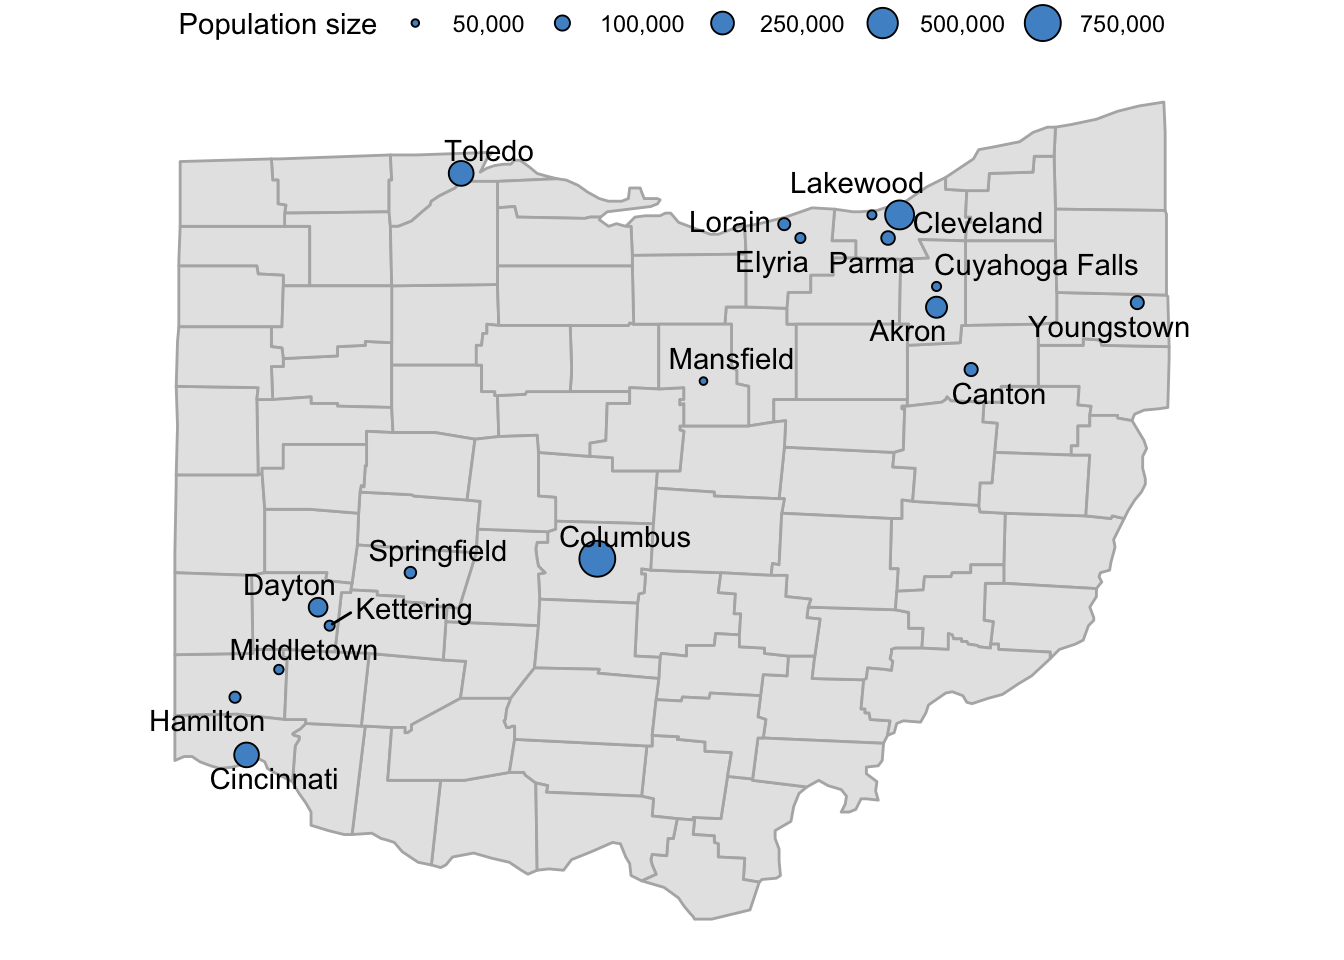 Population size 50,000 100,000 250,000 500,000 750,000
Toledo
Lakewood
Lorain
Cleveland
Elyria
Parma
Cuyahoga Falls
Akron
Youngstown
Mansfield
Canton
Columbus
Springfield
Dayton
Kettering
Middletown
Hamilton
Cincinnati